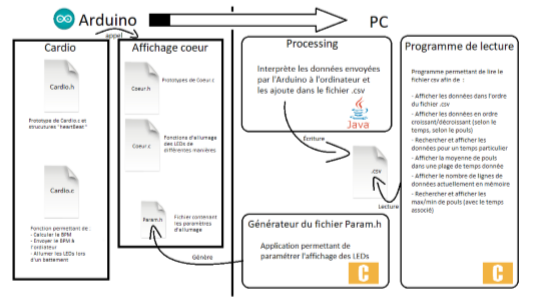 Arduino
PC
appel
Cardio
Cardio.h
Prototype de Cardio.c et
structures "heartBeat"
Cardio.c
Fonction permettant de :
- Calculer le BPM
- Envoyer le BPM à
l'ordiateur
- Allumer les LEDs lors
d'un battement
Affichage coeur
Coeur.h
Prototypes de Coeur.c
Coeur.c
Fonctions d'allumage
des LEDs de
différentes manières
Param.h
Fichier contenant
les paramètres
d'allumage
Génère
Processing
Interprète les données envoyées
par l'Arduino à l'ordinateur et
les ajoute dans le fichier .csv
Java
Ecriture
.csv
Lecture
Générateur du fichier Param.h
Application permettant de
paramétrer l'affichage des LEDs
C
Programme de lecture
Programme permettant de lire le
fichier csv afin de :
- Afficher les données dans l'ordre
du fichier .csv
- Afficher les données en ordre
croissant/décroissant (selon le
temps, selon le pouls)
- Rechercher et afficher les
données pour un temps particulier
- Afficher la moyenne de pouls
dans une plage de temps donnée
- Afficher le nombre de lignes de
données actuellement en mémoire
- Rechercher et afficher les
max/min de pouls (avec le temps
associé)
C